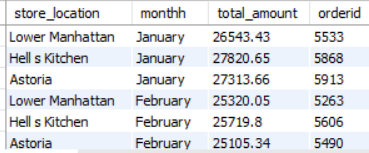 store_location monthh total_amount orderid
Lower Manhattan January 26543.43 5533
Hell s Kitchen January 27820.65 5868
Astoria January 27313.66 5913
Lower Manhattan February 25320.05 5263
Hell s Kitchen February 25719.8 5606
Astoria February 25105.34 5490